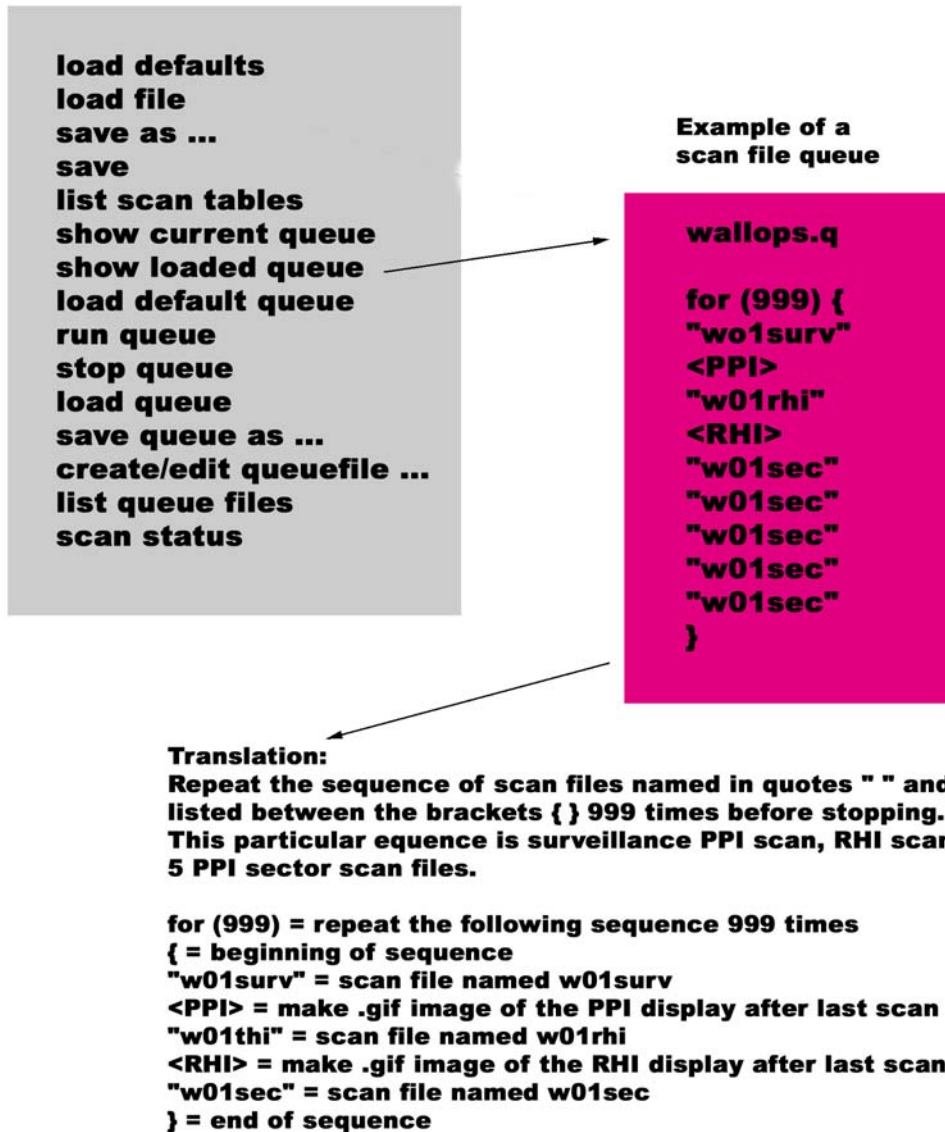 load defaults
load file
save as ...
save
list scan tables
show current queue
show loaded queue
load default queue
run queue
stop queue
load queue
save queue as ...
create/edit queuefile ...
list queue files
scan status
Example of a
scan file queue
wallops.q
for (999) {
"wo1surv"
<PPI>
"w01rhi"
<RHI>
"w01sec"
"w01sec"
"w01sec"
"w01sec"
"w01sec"
}
Translation:
Repeat the sequence of scan files named in quotes " " and
listed between the brackets { } 999 times before stopping.
This particular equence is surveillance PPI scan, RHI scan
5 PPI sector scan files.
for (999) = repeat the following sequence 999 times
{ = beginning of sequence
"w01surv" = scan file named w01surv
<PPI> = make .gif image of the PPI display after last scan
"w01thi" = scan file named w01rhi
<RHI> = make .gif image of the RHI display after last scan
"w01sec" = scan file named w01sec
} = end of sequence